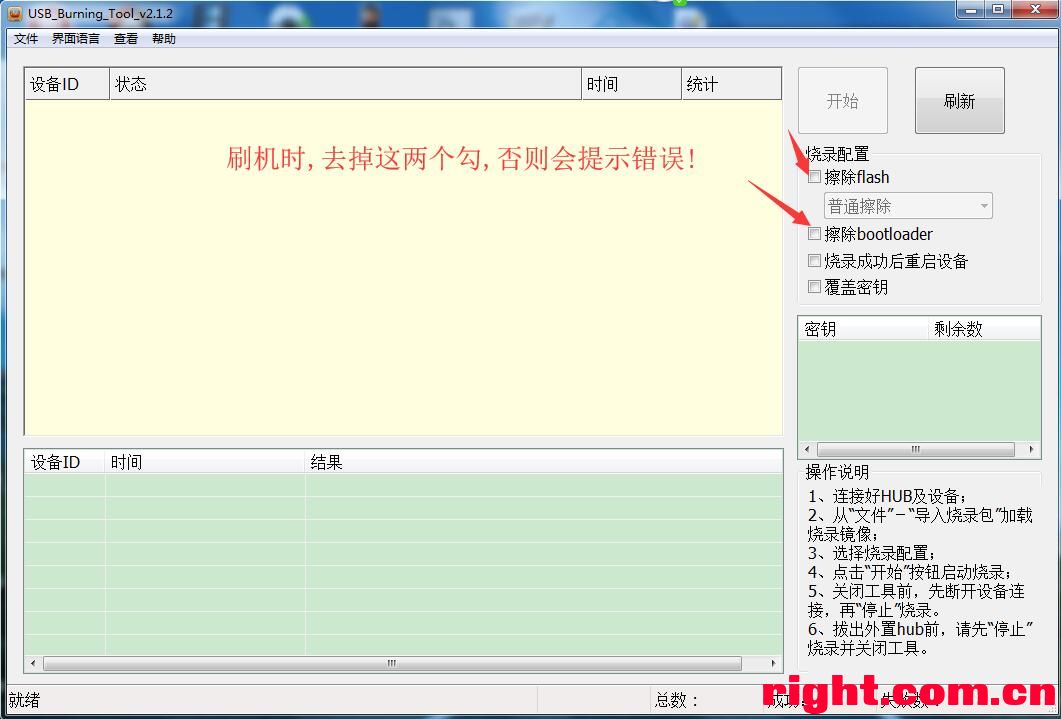 USB_Burning_Tool_v2.1.2
文件 界面语言 查看 帮助
设备ID 状态 时间 统计
开始 刷新
刷机时,去掉这两个勾,否则会提示错误!
烧录配置
擦除flash
普通擦除
擦除bootloader
烧录成功后重启设备
覆盖密钥
密钥 剩余数
设备ID 时间 结果
操作说明
1、连接好HUB及设备；
2、从“文件”－“导入烧录包”加载
烧录镜像；
3、选择烧录配置；
4、点击“开始”按钮启动烧录；
5、关闭工具前，先断开设备连
接，再“停止”烧录。
6、拔出外置hub前，请先“停止”
烧录并关闭工具。
就绪 总数： 成功： 失败数：
right.com.cn